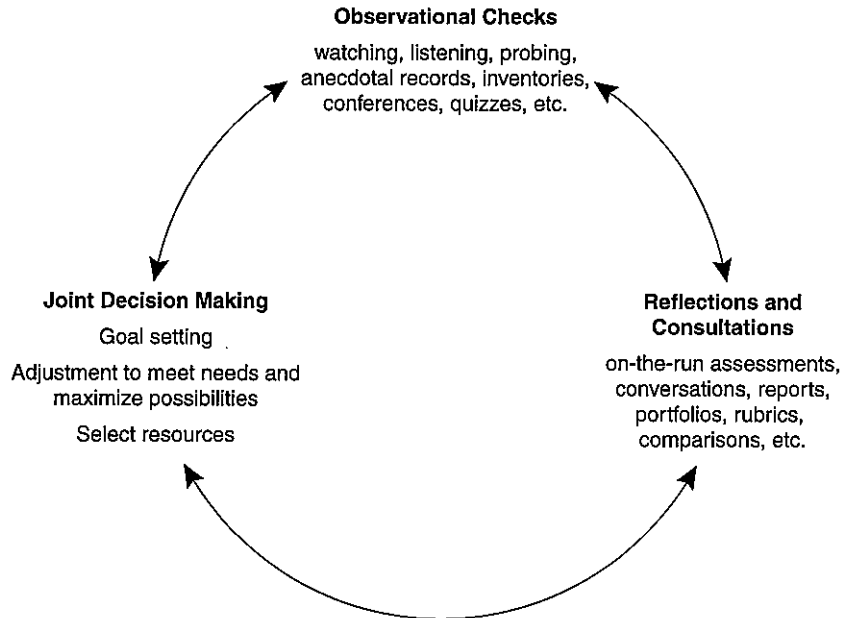 Observational Checks
watching, listening, probing,
anecdotal records, inventories,
conferences, quizzes, etc.
Joint Decision Making
Goal setting
Adjustment to meet needs and
maximize possibilities
Select resources
Reflections and
Consultations
on-the-run assessments,
conversations, reports,
portfolios, rubrics,
comparisons, etc.